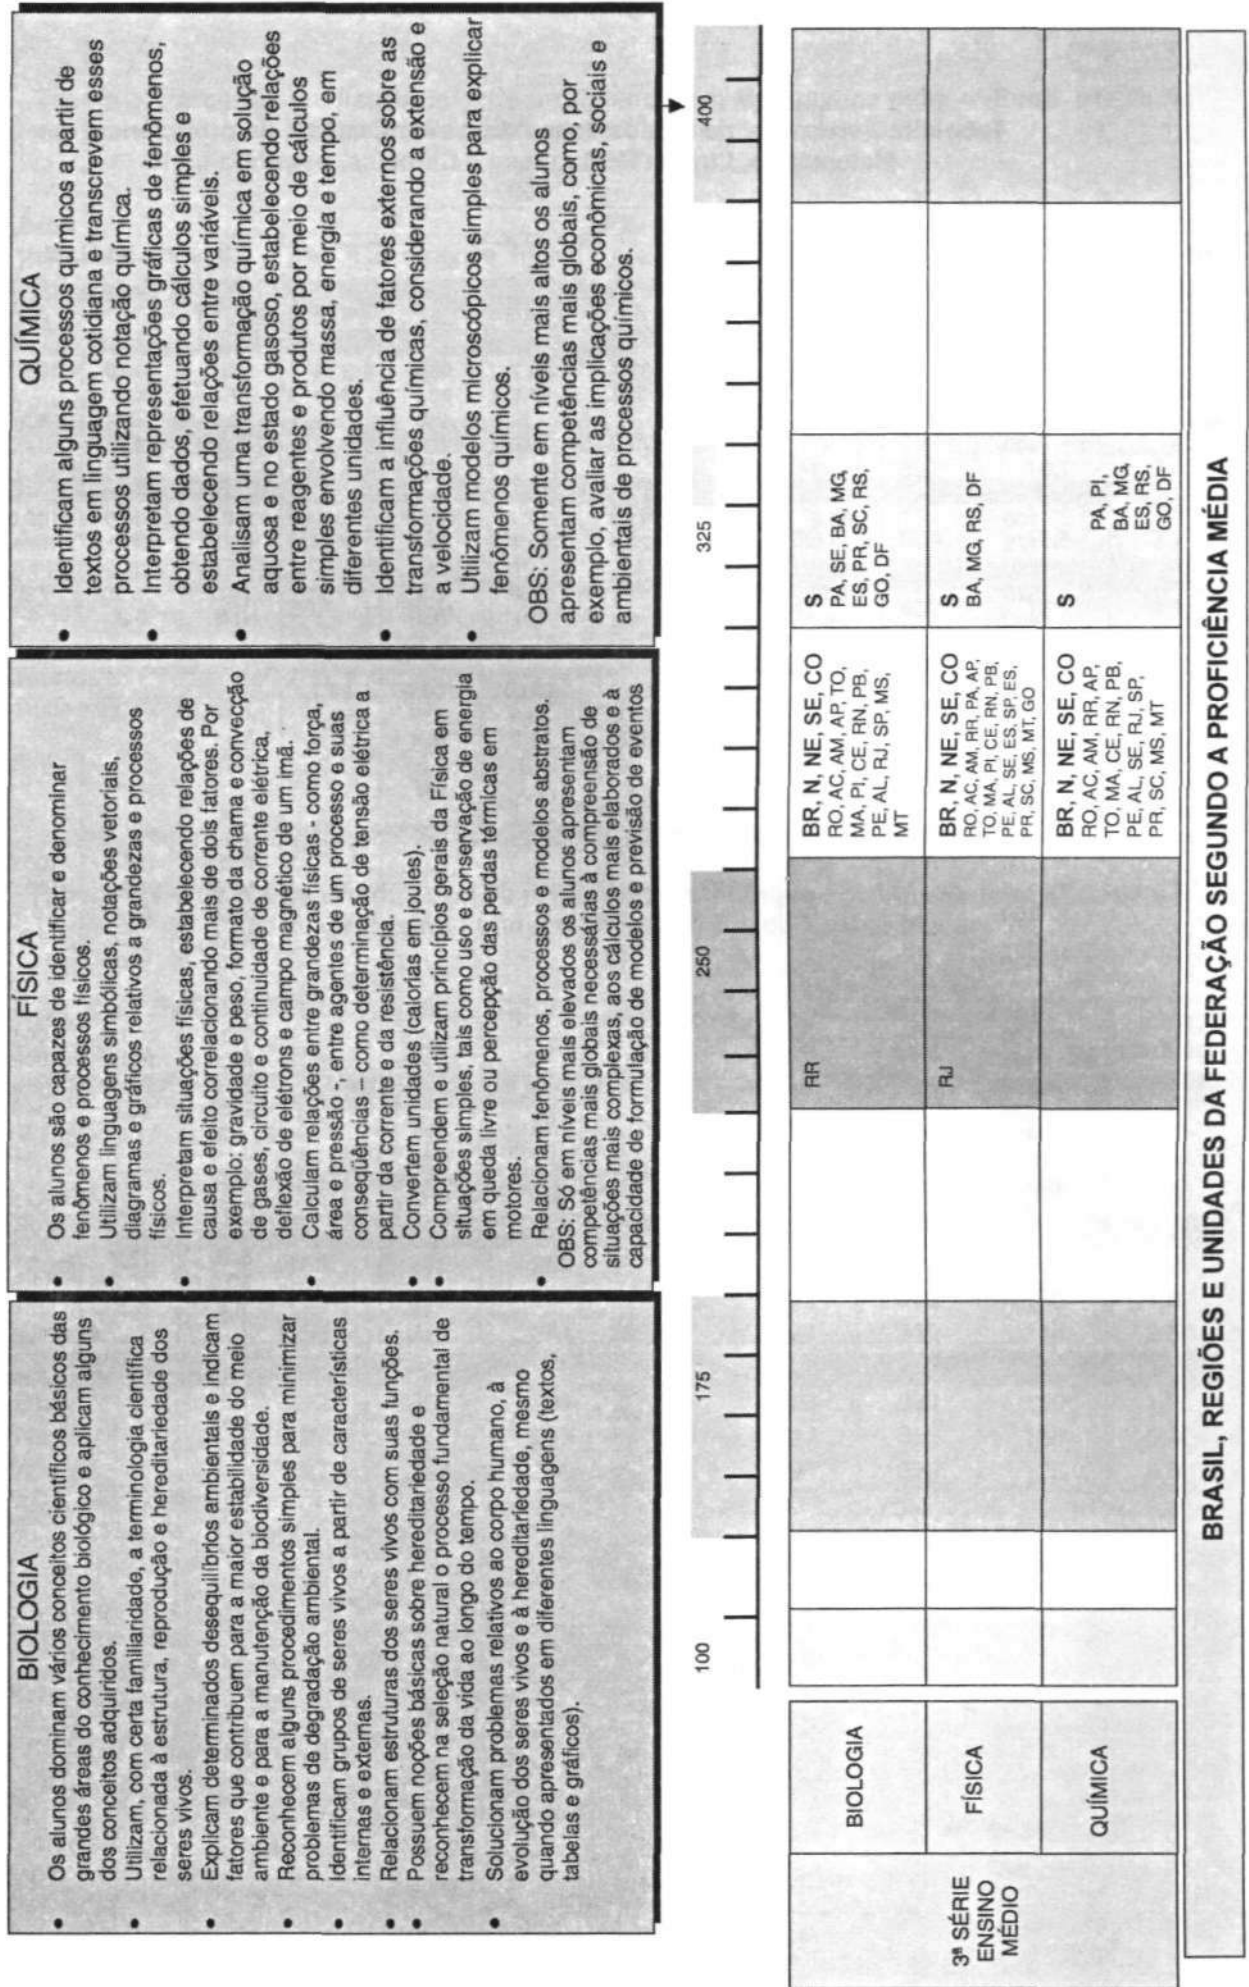 BIOLOGIA
• Os alunos dominam vários conceitos científicos básicos das
grandes áreas do conhecimento biológico e aplicam alguns
dos conceitos adquiridos.
• Utilizam, com certa familiaridade, a terminologia científica
relacionada à estrutura, reprodução e hereditariedade dos
seres vivos.
• Explicam determinados desequilíbrios ambientais e indicam
fatores que contribuem para a maior estabilidade do meio
ambiente e para a manutenção da biodiversidade.
• Reconhecem alguns procedimentos simples para minimizar
problemas de degradação ambiental.
• Identificam grupos de seres vivos a partir de características
internas e externas.
• Relacionam estruturas dos seres vivos com suas funções.
• Possuem noções básicas sobre hereditariedade e
reconhecem na seleção natural o processo fundamental de
transformação da vida ao longo do tempo.
• Solucionam problemas relativos ao corpo humano, à
evolução dos seres vivos e à hereditariedade, mesmo
quando apresentados em diferentes linguagens (textos,
tabelas e gráficos).
FÍSICA
• Os alunos são capazes de identificar e denominar
fenômenos e processos físicos.
• Utilizam linguagens simbólicas, notações vetoriais,
diagramas e gráficos relativos a grandezas e processos
físicos.
• Interpretam situações físicas, estabelecendo relações de
causa e efeito correlacionando mais de dois fatores. Por
exemplo: gravidade e peso, formato da chama e convecção
de gases, circuito e continuidade de corrente elétrica,
deflexão de elétrons e campo magnético de um imã.
• Calculam relações entre grandezas físicas - como força,
área e pressão -, entre agentes de um processo e suas
conseqüências – como determinação de tensão elétrica a
partir da corrente e da resistência.
• Convertem unidades (calorias em joules).
• Compreendem e utilizam princípios gerais da Física em
situações simples, tais como uso e conservação de energia
em queda livre ou percepção das perdas térmicas em
motores.
• Relacionam fenômenos, processos e modelos abstratos.
OBS: Só em níveis mais elevados os alunos apresentam
competências mais globais necessárias à compreensão de
situações mais complexas, aos cálculos mais elaborados e à
capacidade de formulação de modelos e previsão de eventos
QUÍMICA
• Identificam alguns processos químicos a partir de
textos em linguagem cotidiana e transcrevem esses
processos utilizando notação química.
• Interpretam representações gráficas de fenômenos,
obtendo dados, efetuando cálculos simples e
estabelecendo relações entre variáveis.
• Analisam uma transformação química em solução
aquosa e no estado gasoso, estabelecendo relações
entre reagentes e produtos por meio de cálculos
simples envolvendo massa, energia e tempo, em
diferentes unidades.
• Identificam a influência de fatores externos sobre as
transformações químicas, considerando a extensão e
a velocidade.
• Utilizam modelos microscópicos simples para explicar
fenômenos químicos.
OBS: Somente em níveis mais altos os alunos
apresentam competências mais globais, como, por
exemplo, avaliar as implicações econômicas, sociais e
ambientais de processos químicos.
100 175 250 325 400
3ª SÉRIE
ENSINO
MÉDIO
BIOLOGIA
RR
BR, N, NE, SE, CO
RO, AC, AM, AP, TO,
MA, PI, CE, RN, PB,
PE, AL, RJ, SP, MS,
MT
S
PA, SE, BA, MG,
ES, PR, SC, RS,
GO, DF
FÍSICA
RJ
BR, N, NE, SE, CO
RO, AC, AM, RR, PA, AP,
TO, MA, PI, CE, RN, PB,
PE, AL, SE, ES, SP, ES,
PR, SC, MS, MT, GO
S
BA, MG, RS, DF
QUÍMICA
BR, N, NE, SE, CO
RO, AC, AM, RR, AP,
TO, MA, CE, RN, PB,
PE, AL, SE, RJ, SP,
PR, SC, MS, MT
S
PA, PI,
BA, MG,
ES, RS,
GO, DF
BRASIL, REGIÕES E UNIDADES DA FEDERAÇÃO SEGUNDO A PROFICIÊNCIA MÉDIA